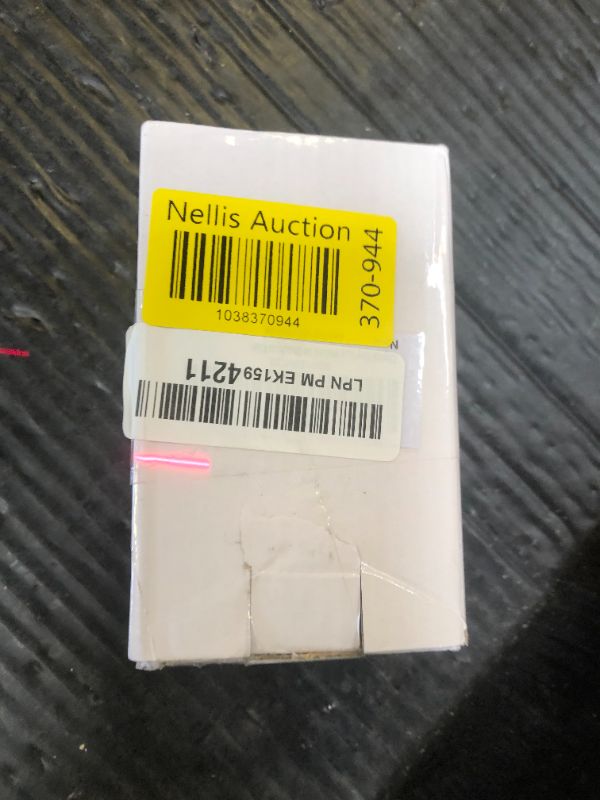 Nellis Auction
1038370944
370-944
LPN PM EK1594211
N